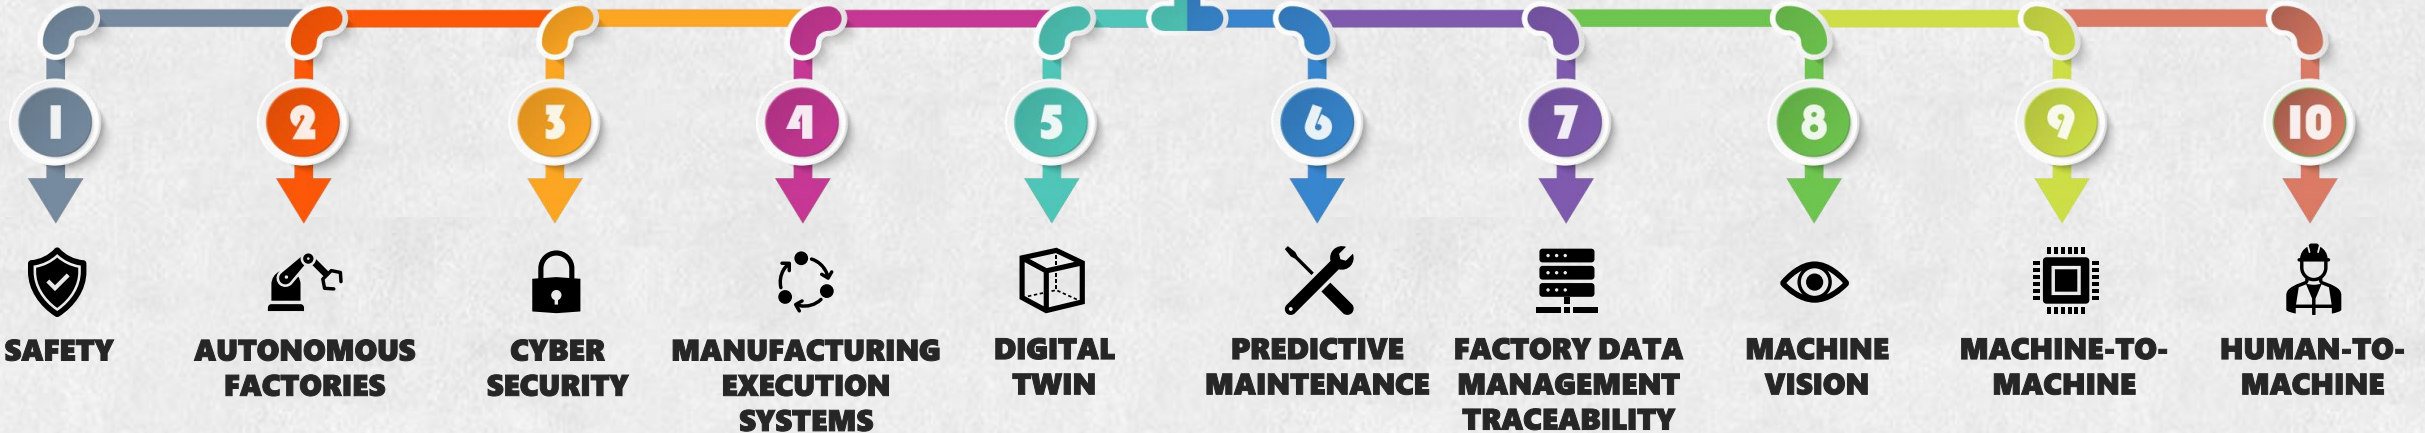 1
2
3
4
5
6
7
8
9
10
SAFETY
AUTONOMOUS
FACTORIES
CYBER
SECURITY
MANUFACTURING
EXECUTION
SYSTEMS
DIGITAL
TWIN
PREDICTIVE
MAINTENANCE
FACTORY DATA
MANAGEMENT
TRACEABILITY
MACHINE
VISION
MACHINE-TO-
MACHINE
HUMAN-TO-
MACHINE